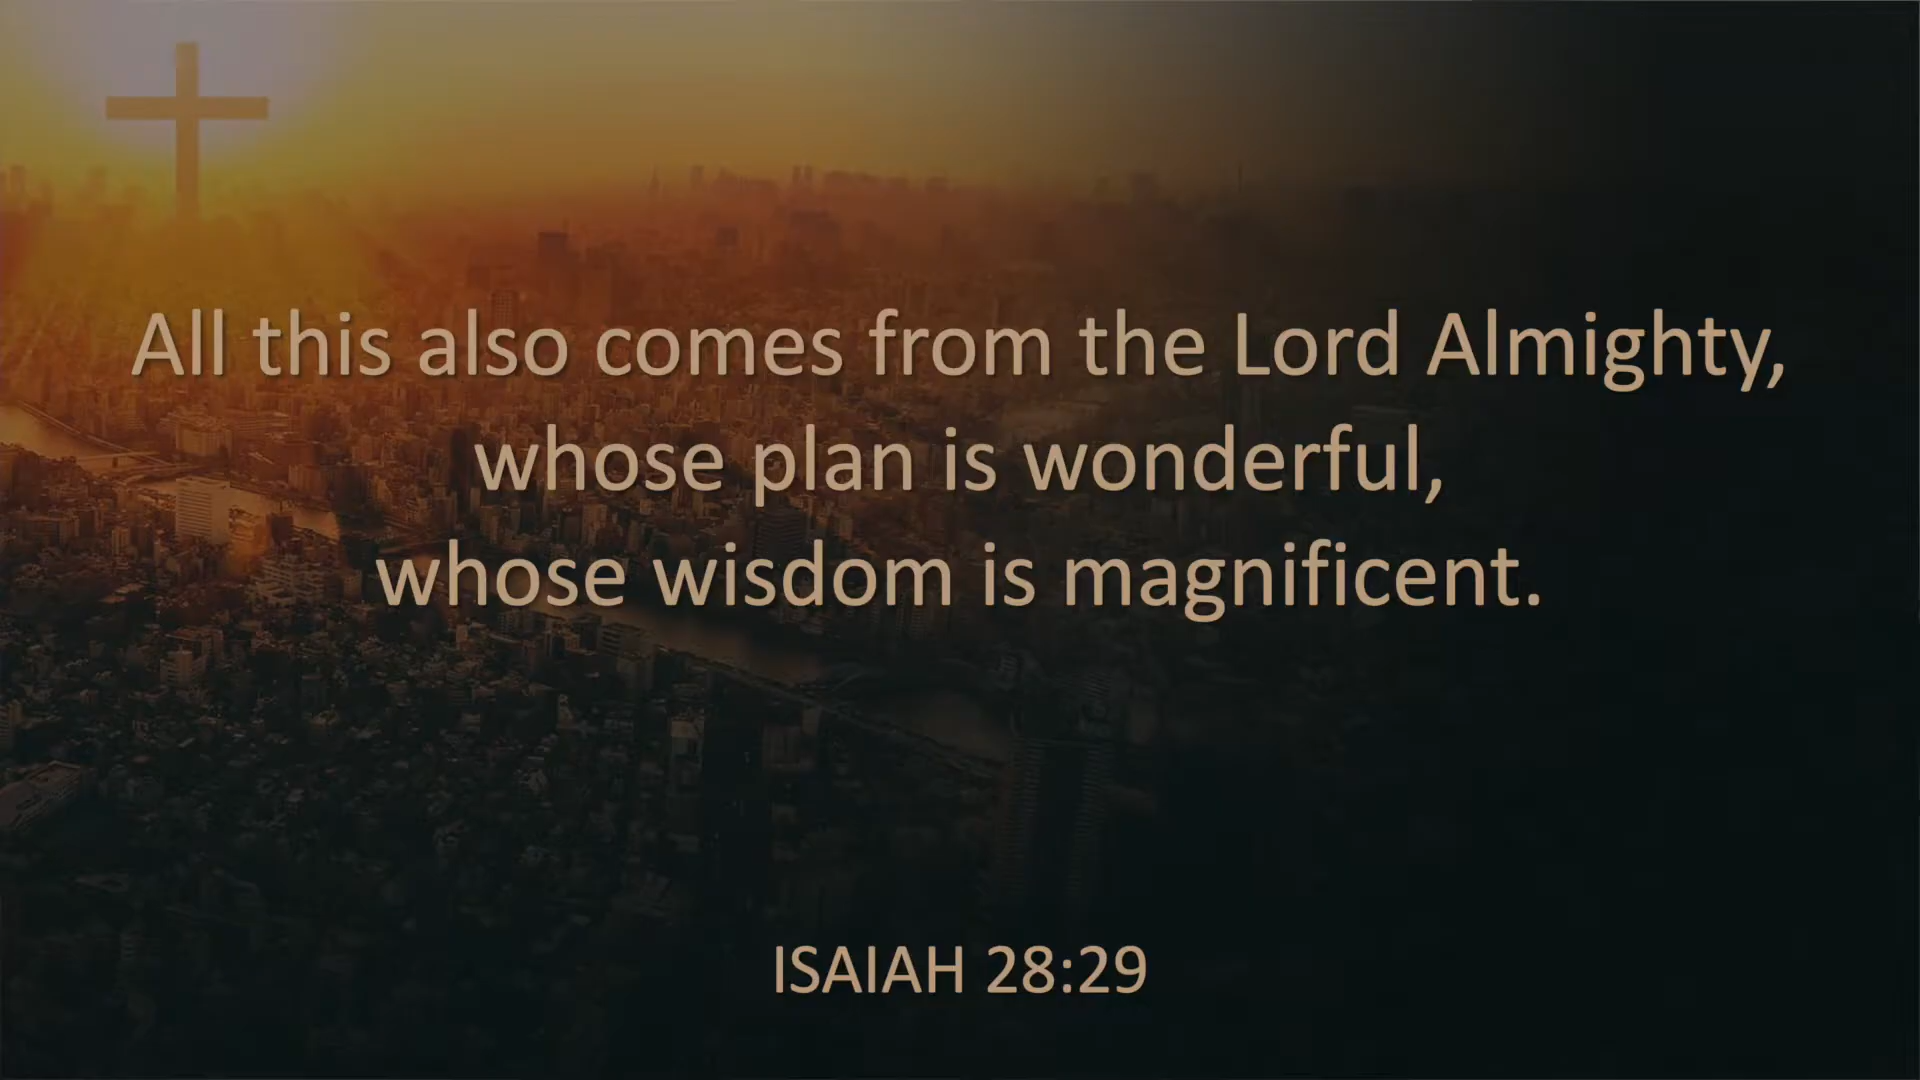 All this also comes from the Lord Almighty,
whose plan is wonderful,
whose wisdom is magnificent.
ISAIAH 28:29